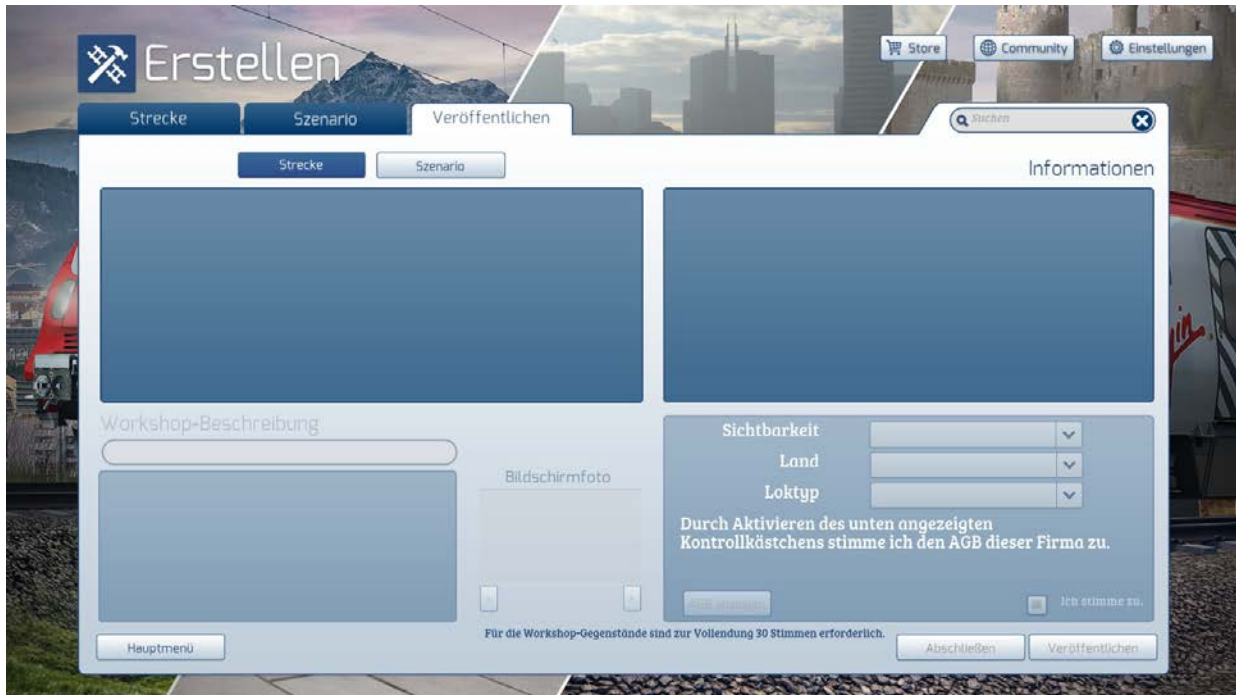 Erstellen
Store
Community
Einstellungen
Strecke
Szenario
Veröffentlichen
Suchen
Strecke
Szenario
Informationen
Workshop-Beschreibung
Sichtbarkeit
Land
Loktyp
Bildschirmfoto
Durch Aktivieren des unten angezeigten
Kontrollkästchens stimme ich den AGB dieser Firma zu.
Ich stimme zu.
Für die Workshop-Gegenstände sind zur Vollendung 30 Stimmen erforderlich.
Hauptmenü
Abschließen
Veröffentlichen